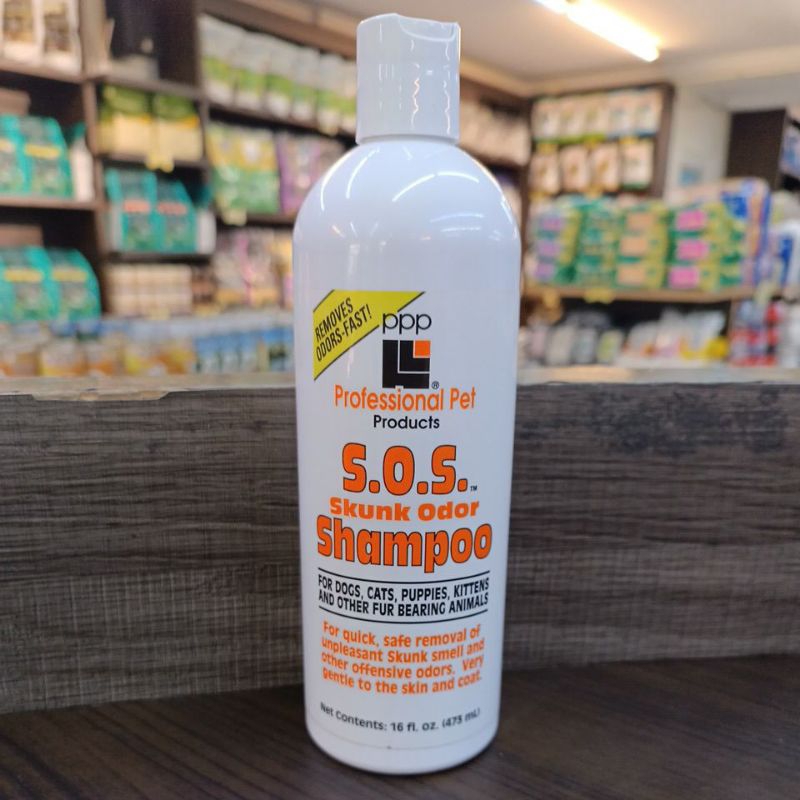 REMOVES
ODORS-FAST!
ppp
®
Professional Pet
Products
S.O.S.™
Skunk Odor
Shampoo
FOR DOGS, CATS, PUPPIES, KITTENS
AND OTHER FUR BEARING ANIMALS
For quick, safe removal of
unpleasant Skunk smell and
other offensive odors. Very
gentle to the skin and coat.
Net Contents: 16 fl. oz. (473 mL)